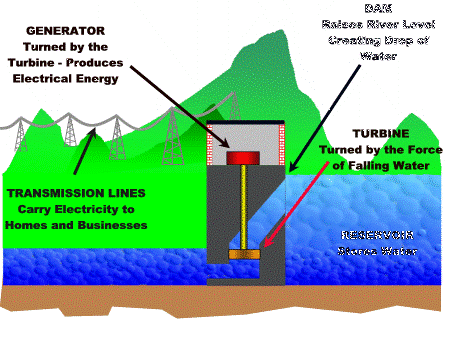 GENERATOR
Turned by the
Turbine - Produces
Electrical Energy
DAM
Raises River Level
Creating Drop of
Water
TURBINE
Turned by the Force
of Falling Water
TRANSMISSION LINES
Carry Electricity to
Homes and Businesses
RESERVOIR
Stores Water